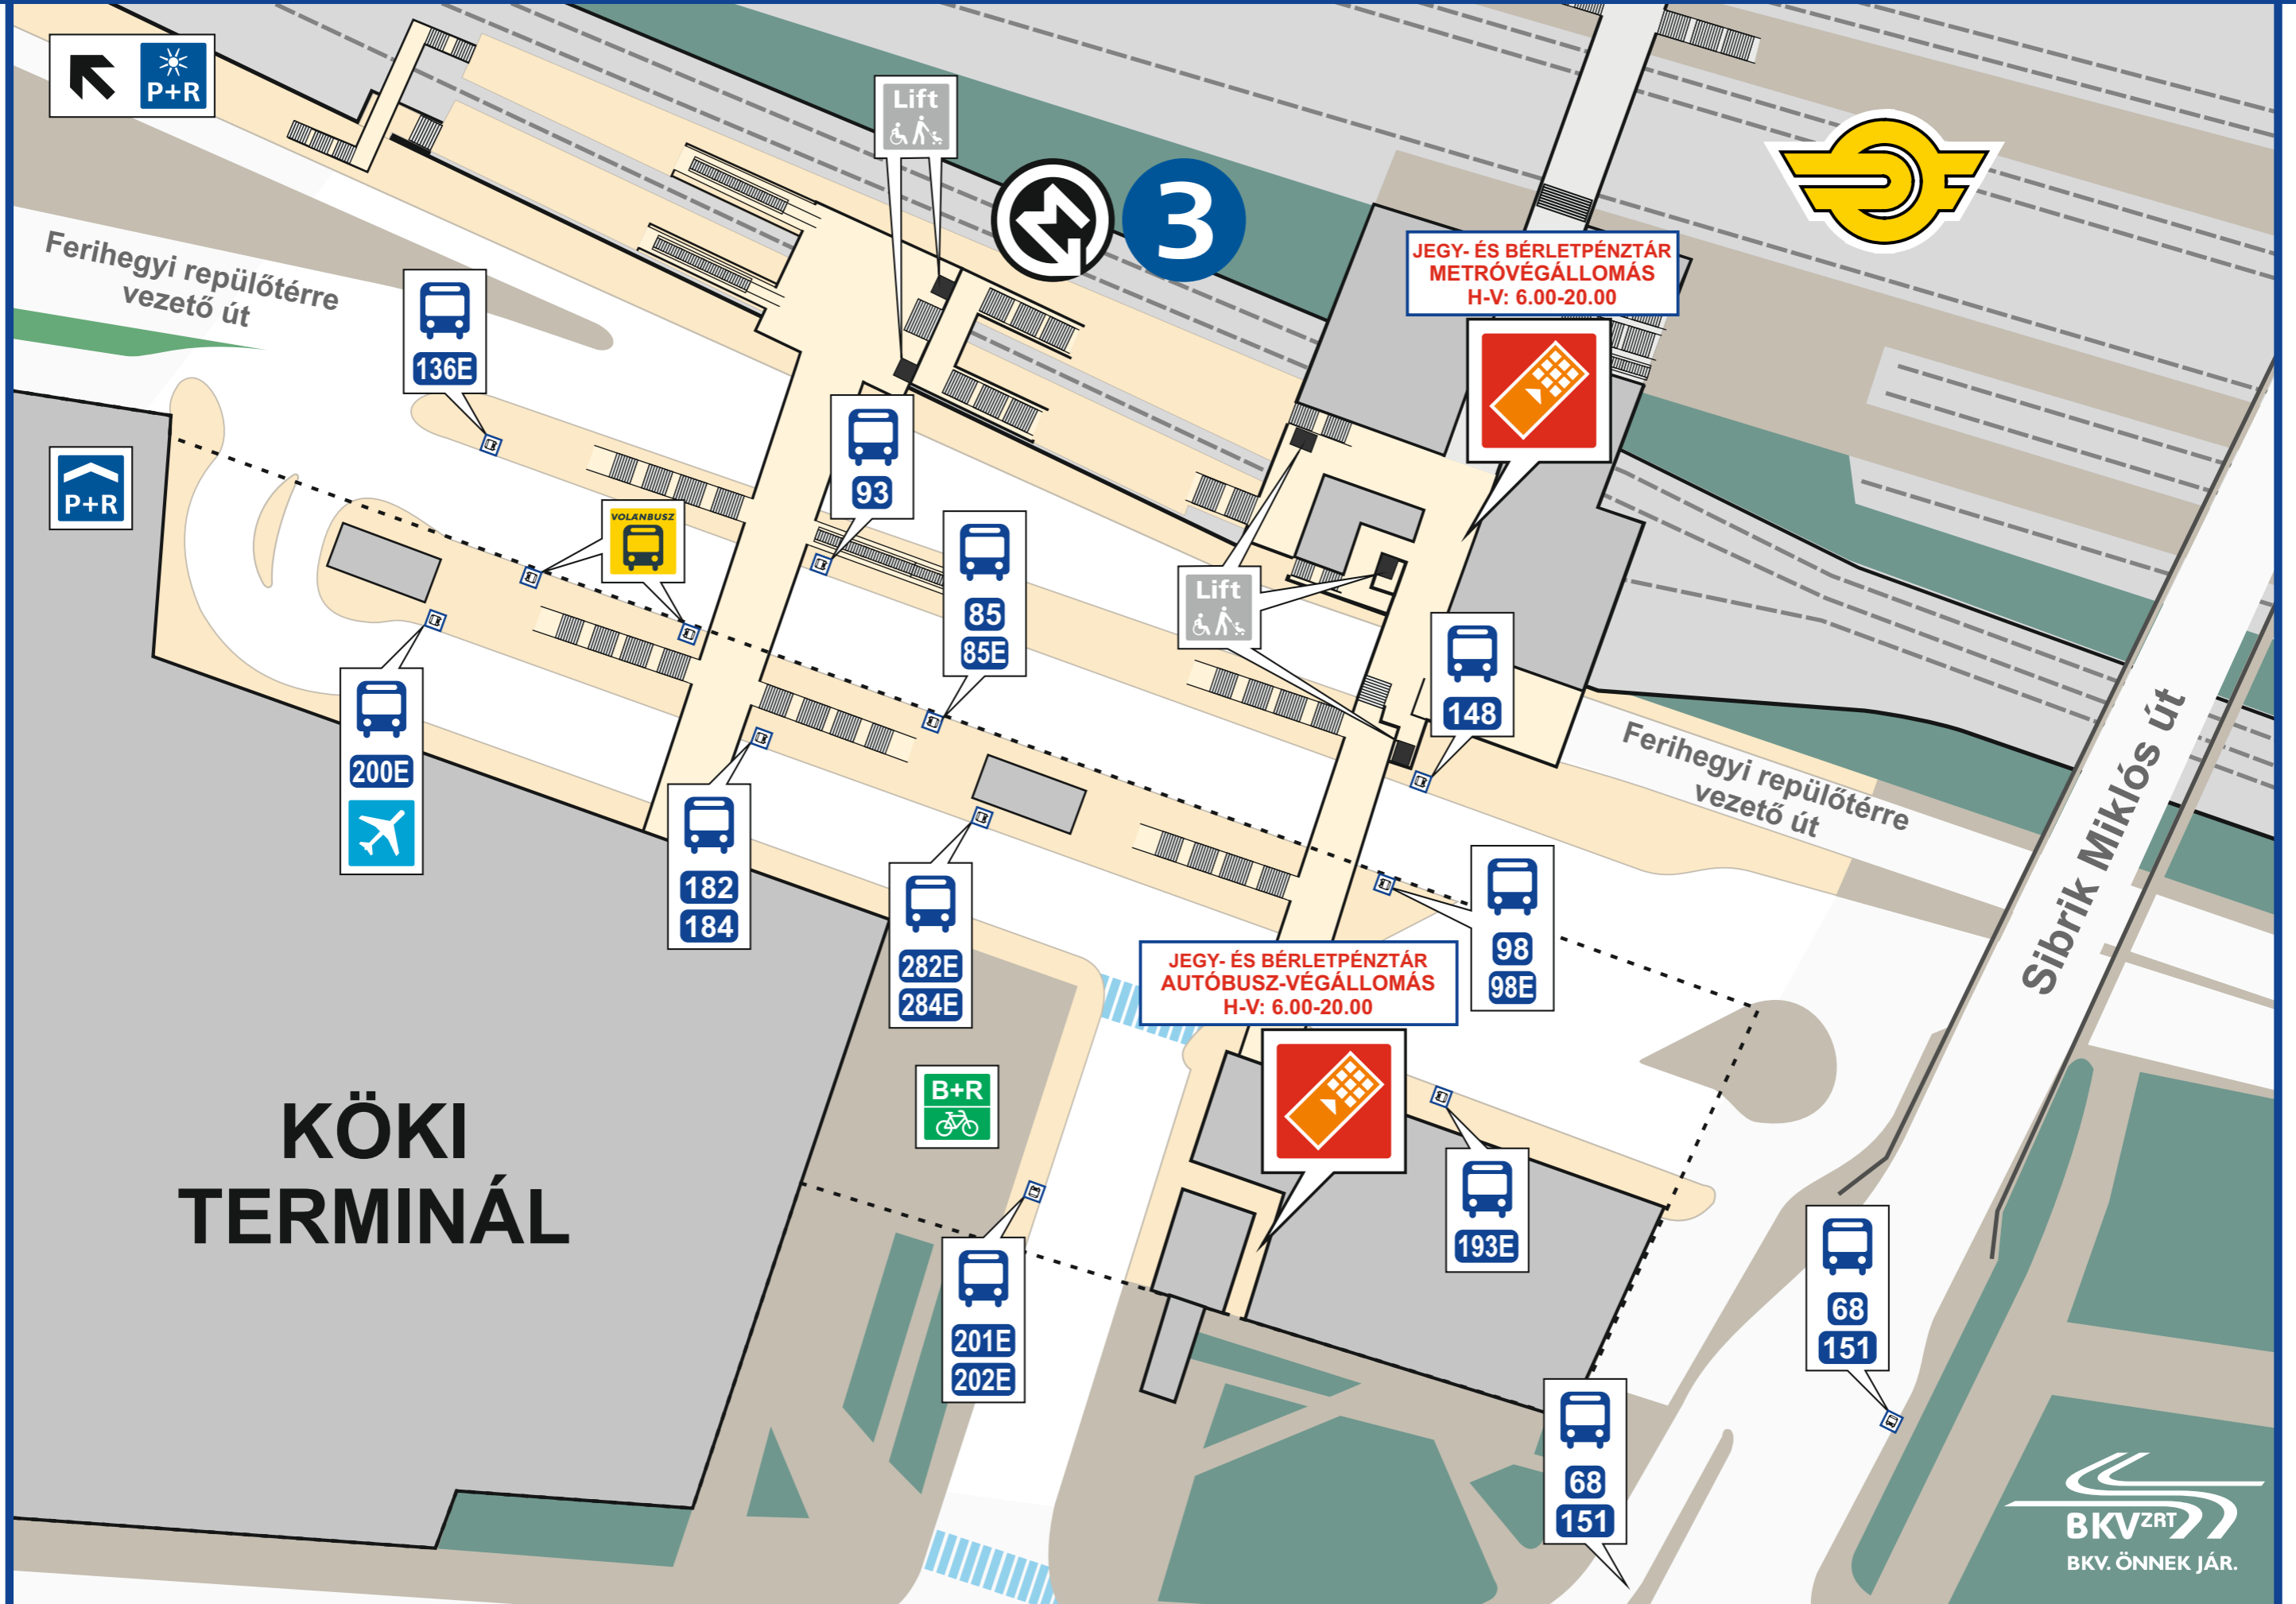 P+R
Lift
3
JEGY- ÉS BÉRLETPÉNZTÁR
METRÓVÉGÁLLOMÁS
H-V: 6.00-20.00
Ferihegyi repülőtérre
vezető út
136E
P+R
93
VOLÁNBUSZ
85
85E
Lift
148
200E
Ferihegyi repülőtérre
vezető út
Sibrik Miklós út
182
184
282E
284E
98
98E
JEGY- ÉS BÉRLETPÉNZTÁR
AUTÓBUSZ-VÉGÁLLOMÁS
H-V: 6.00-20.00
B+R
KÖKI
TERMINÁL
193E
201E
202E
68
151
68
151
BKV ZRT
BKV. ÖNNEK JÁR.